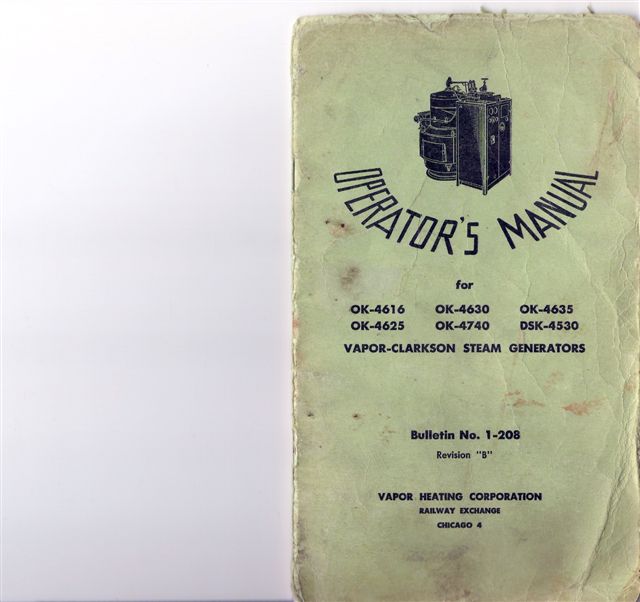 OPERATOR'S MANUAL
for
OK-4616 OK-4630 OK-4635
OK-4625 OK-4740 DSK-4530
VAPOR-CLARKSON STEAM GENERATORS
Bulletin No. 1-208
Revision "B"
VAPOR HEATING CORPORATION
RAILWAY EXCHANGE
CHICAGO 4